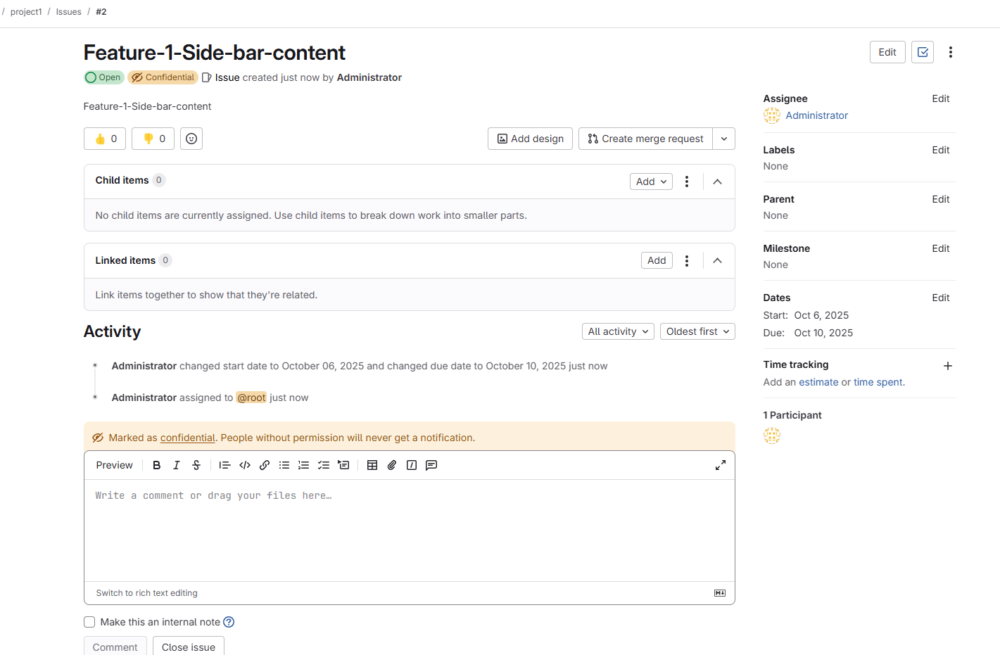 / project1 / Issues / #2
Feature-1-Side-bar-content
Edit
Open Confidential Issue created just now by Administrator
Feature-1-Side-bar-content
👍 0 👎 0
Add design Create merge request
Child items 0
Add
No child items are currently assigned. Use child items to break down work into smaller parts.
Linked items 0
Add
Link items together to show that they're related.
Activity
All activity Oldest first
Administrator changed start date to October 06, 2025 and changed due date to October 10, 2025 just now
Administrator assigned to @root just now
Marked as confidential. People without permission will never get a notification.
Preview B I S
Write a comment or drag your files here…
Switch to rich text editing
Make this an internal note ?
Comment Close issue
Assignee Edit
Administrator
Labels Edit
None
Parent Edit
None
Milestone Edit
None
Dates Edit
Start: Oct 6, 2025
Due: Oct 10, 2025
Time tracking +
Add an estimate or time spent.
1 Participant